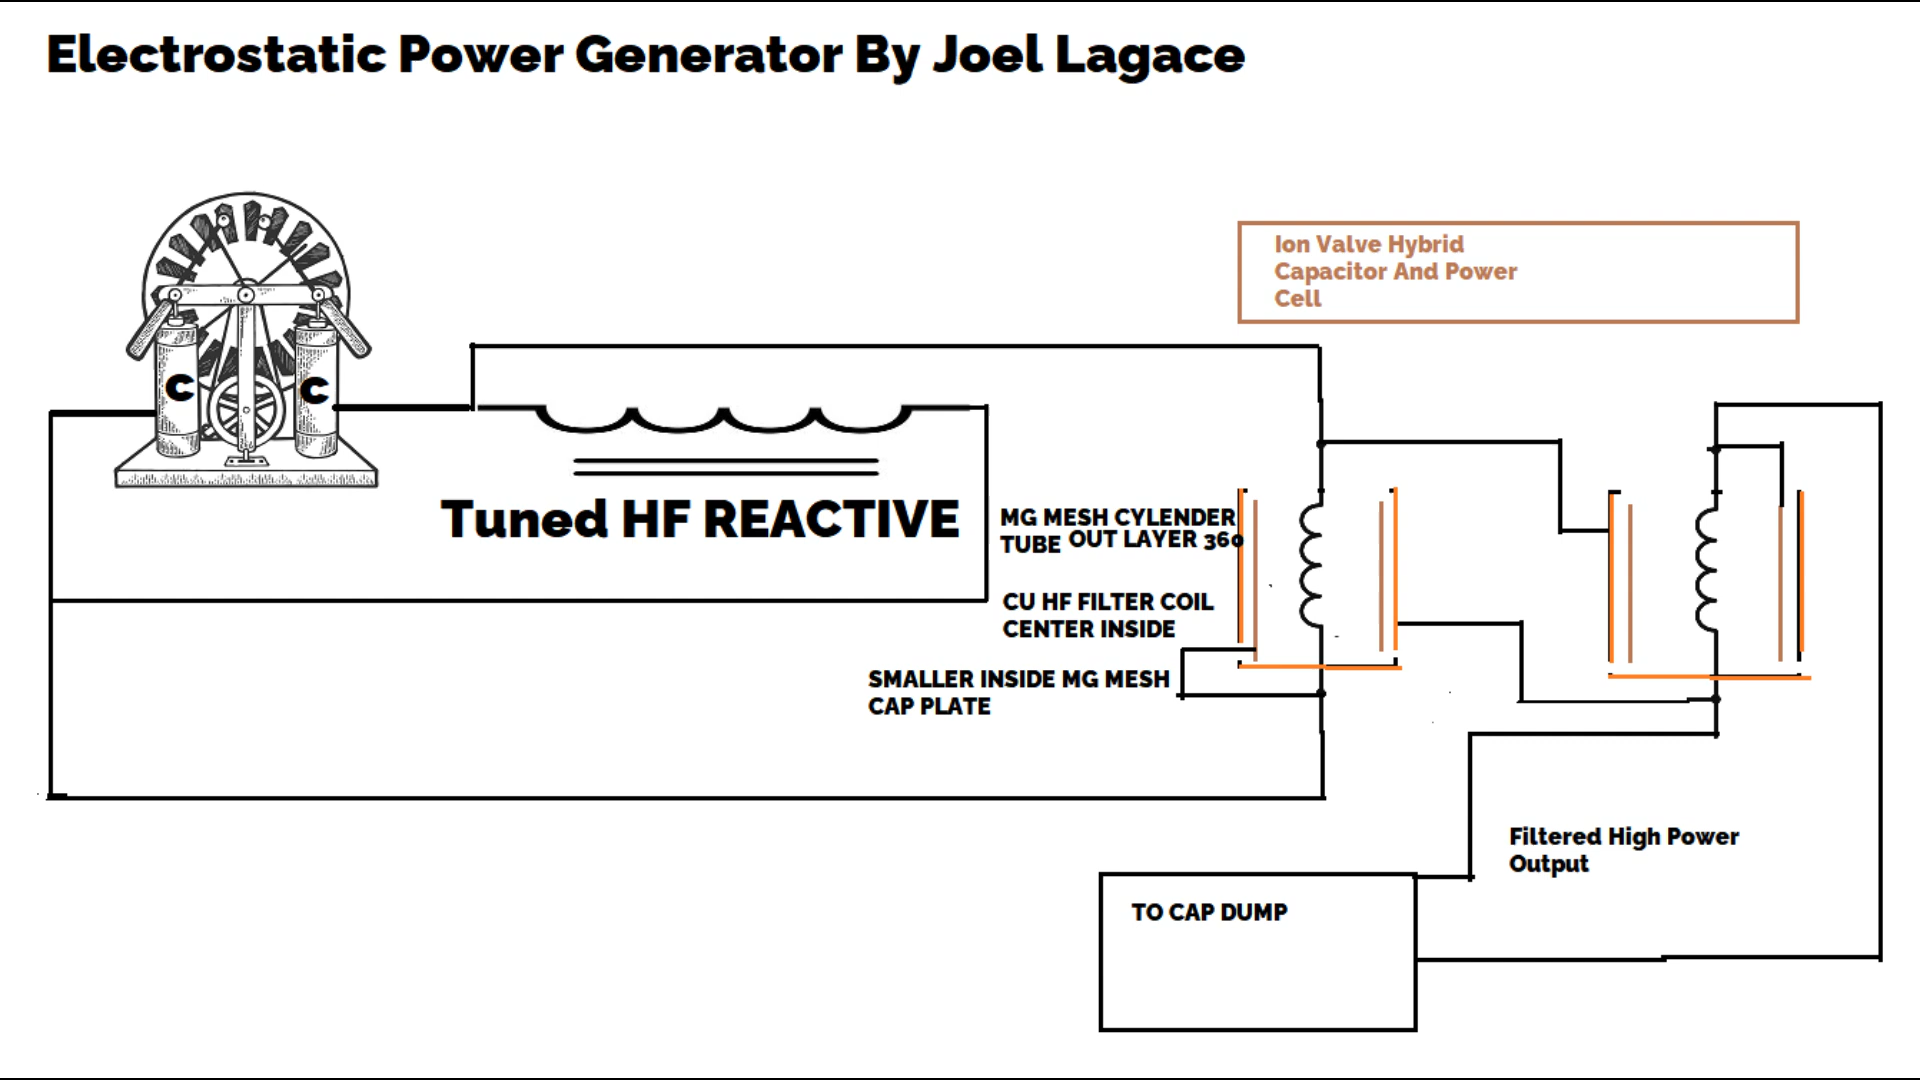 Electrostatic Power Generator By Joel Lagace
Ion Valve Hybrid
Capacitor And Power
Cell
C
C
Tuned HF REACTIVE
MG MESH CYLENDER
TUBE OUT LAYER 360
CU HF FILTER COIL
CENTER INSIDE
SMALLER INSIDE MG MESH
CAP PLATE
Filtered High Power
Output
TO CAP DUMP